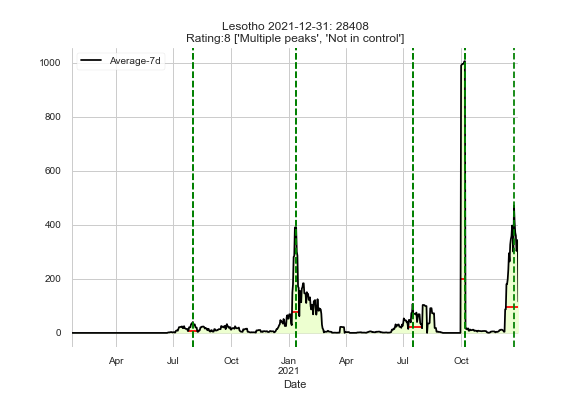 Lesotho 2021-12-31: 28408
Rating:8 ['Multiple peaks', 'Not in control']
Average-7d
1000
800
600
400
200
0
Apr Jul Oct Jan Apr Jul Oct
2021
Date